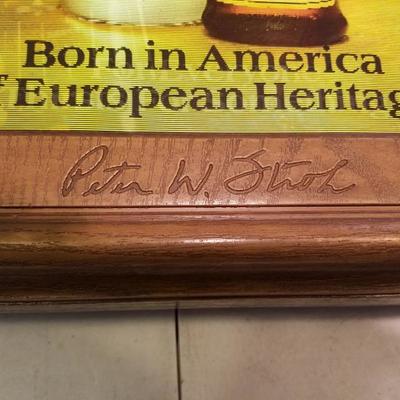 Born in America
f European Heritag
Peter W. Stroh